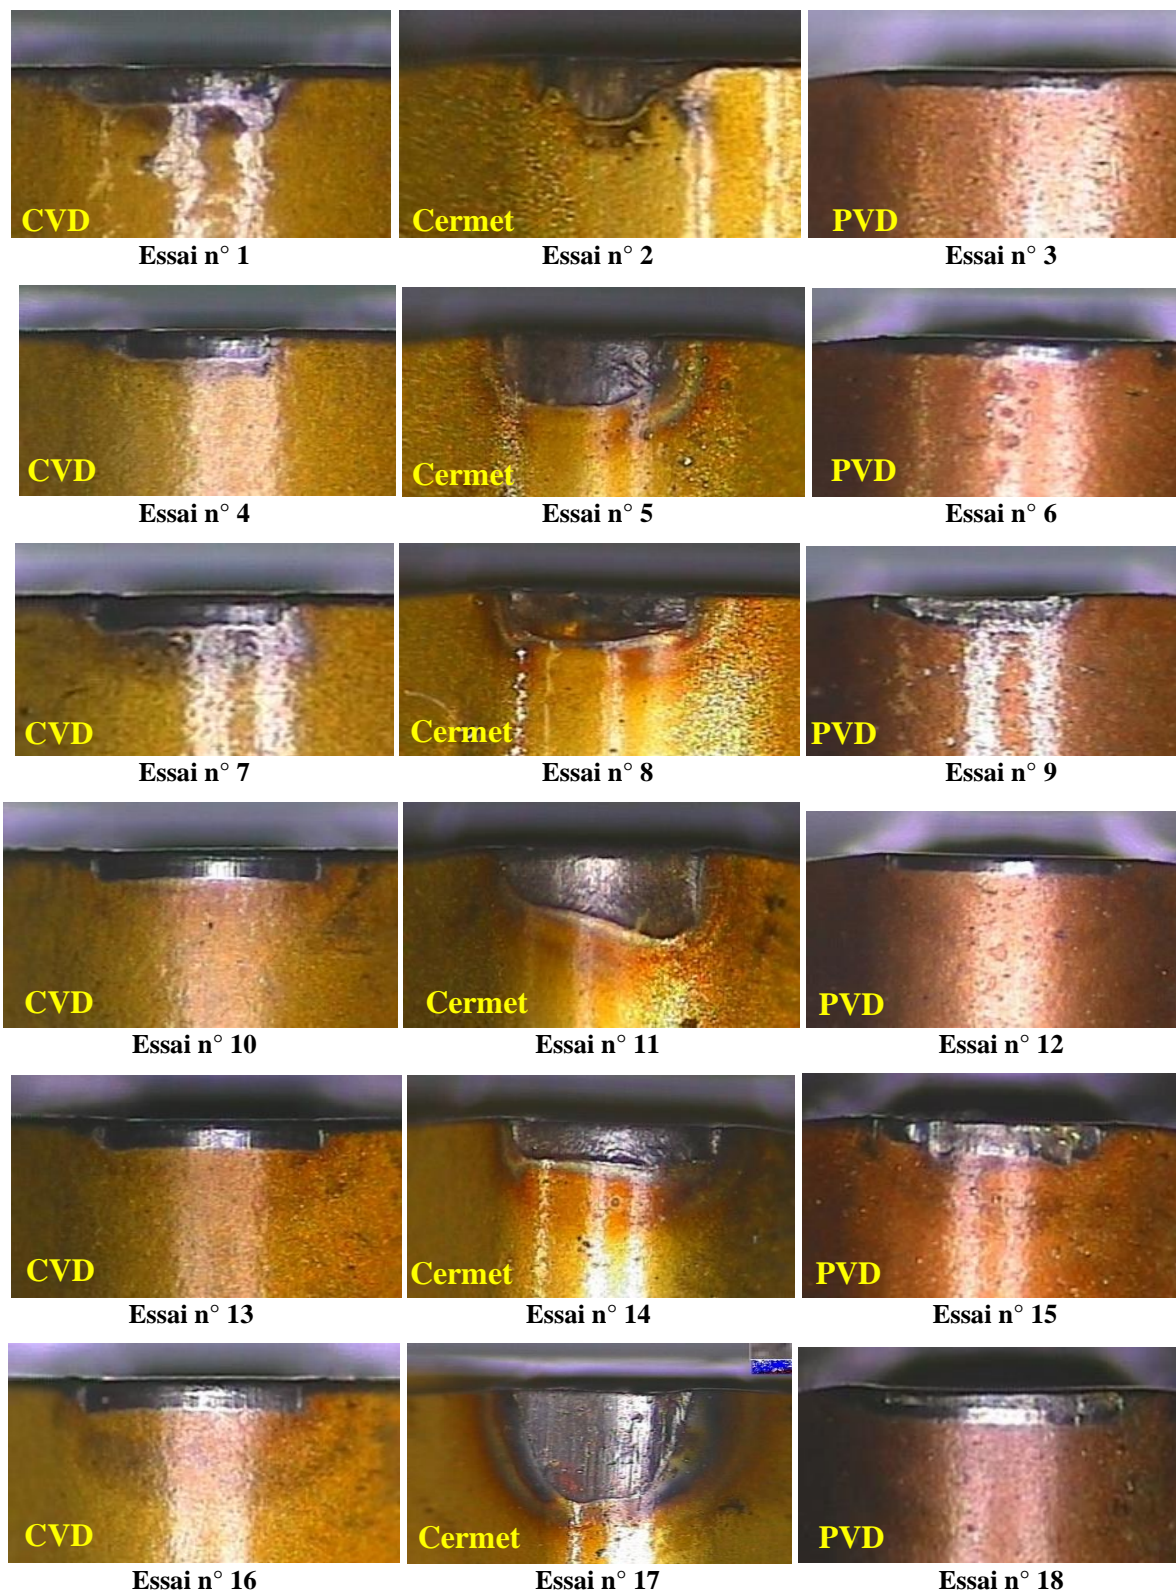 CVD Cermet PVD
Essai n° 1 Essai n° 2 Essai n° 3
CVD Cermet PVD
Essai n° 4 Essai n° 5 Essai n° 6
CVD Cermet PVD
Essai n° 7 Essai n° 8 Essai n° 9
CVD Cermet PVD
Essai n° 10 Essai n° 11 Essai n° 12
CVD Cermet PVD
Essai n° 13 Essai n° 14 Essai n° 15
CVD Cermet PVD
Essai n° 16 Essai n° 17 Essai n° 18